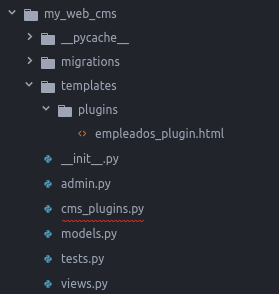 my_web_cms
__pycache__
migrations
templates
plugins
empleados_plugin.html
__init__.py
admin.py
cms_plugins.py
models.py
tests.py
views.py